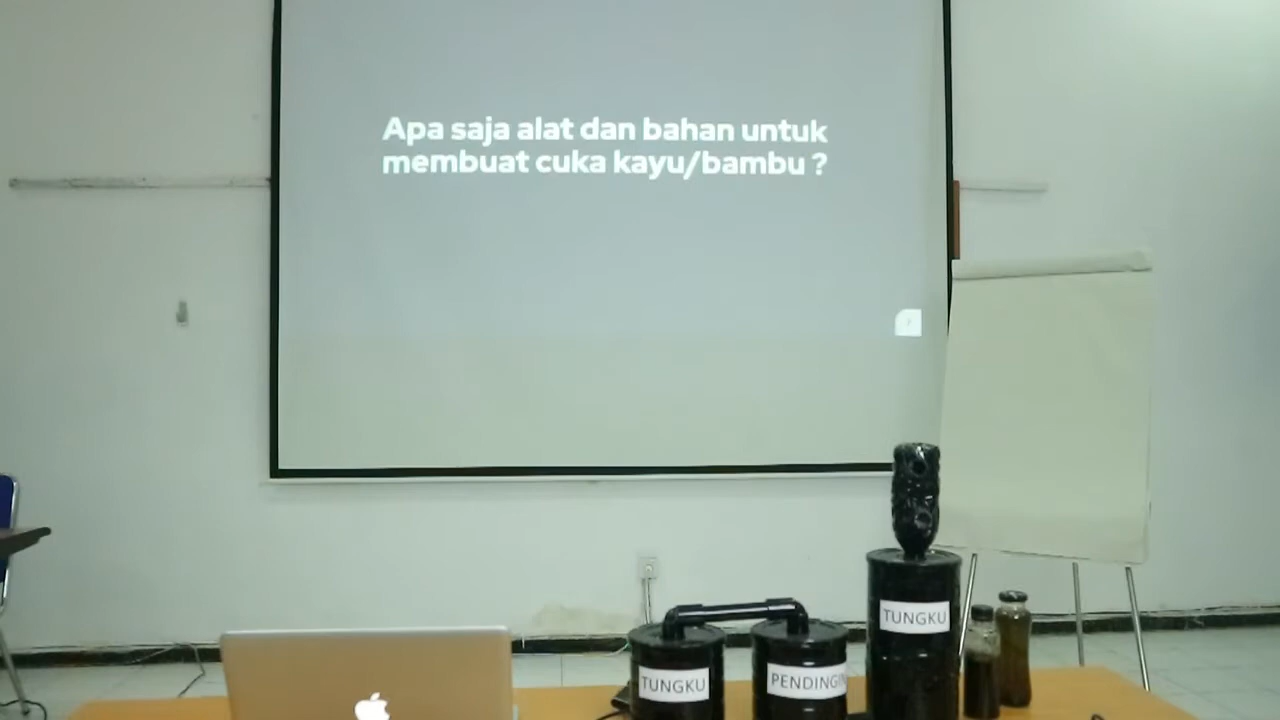 Apa saja alat dan bahan untuk
membuat cuka kayu/bambu ?
TUNGKU
TUNGKU
PENDINGIN